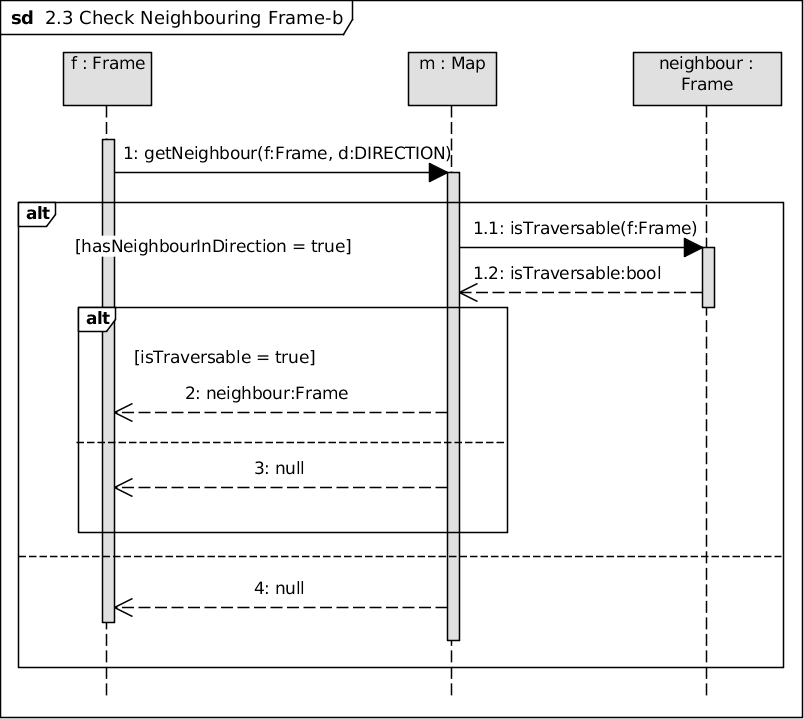 sd 2.3 Check Neighbouring Frame-b
f : Frame
m : Map
neighbour :
Frame
1: getNeighbour(f:Frame, d:DIRECTION)
alt
1.1: isTraversable(f:Frame)
[hasNeighbourInDirection = true]
1.2: isTraversable:bool
alt
[isTraversable = true]
2: neighbour:Frame
3: null
4: null